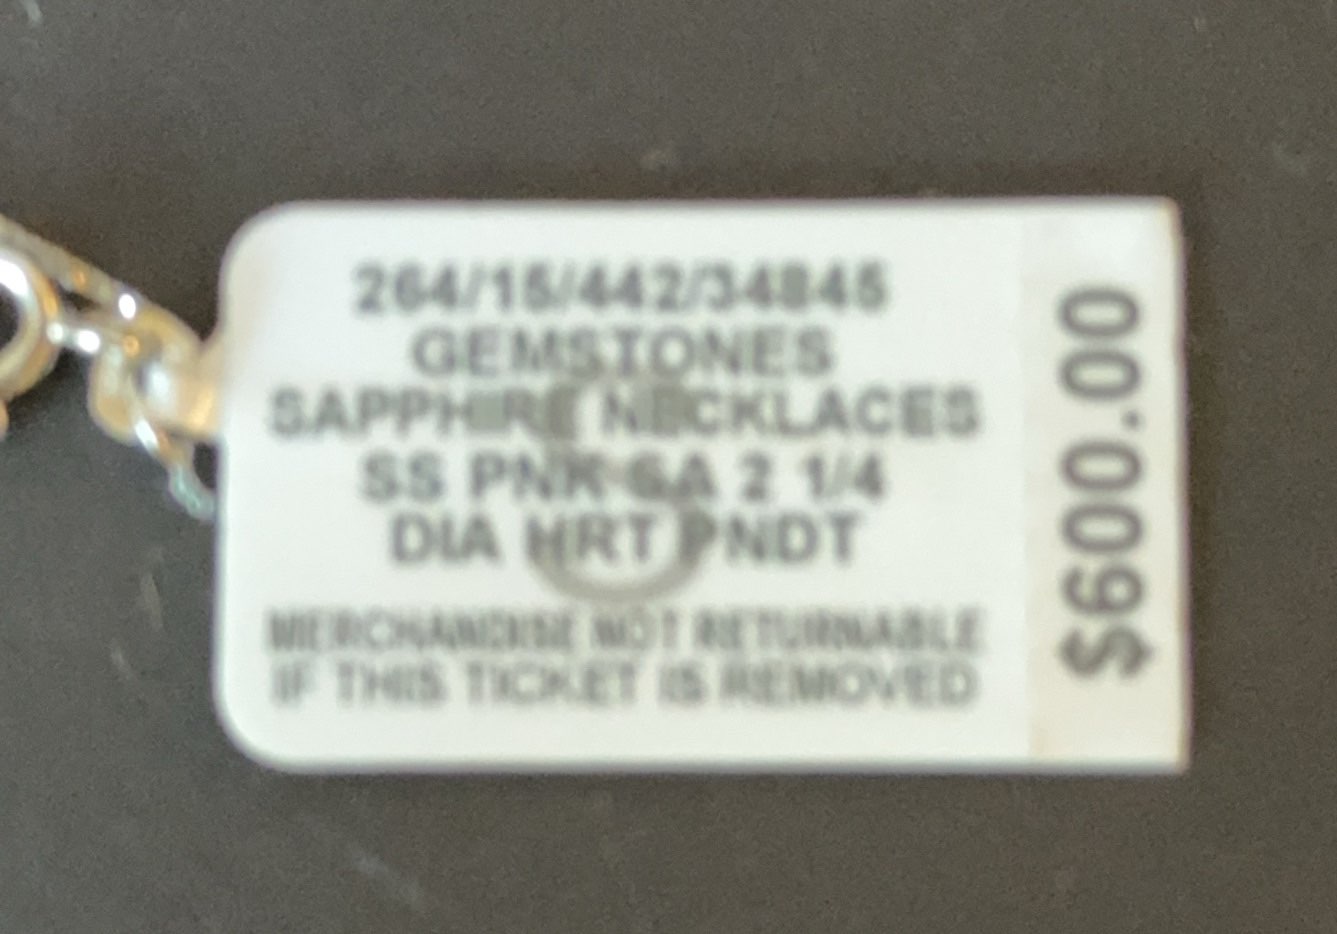 264/15/442/34845
GEMSTONES
SAPPHIRE NECKLACES
SS PNK SA 2 1/4
DIA HRT PNDT
MERCHANDISE NOT RETURNABLE
IF THIS TICKET IS REMOVED
$600.00